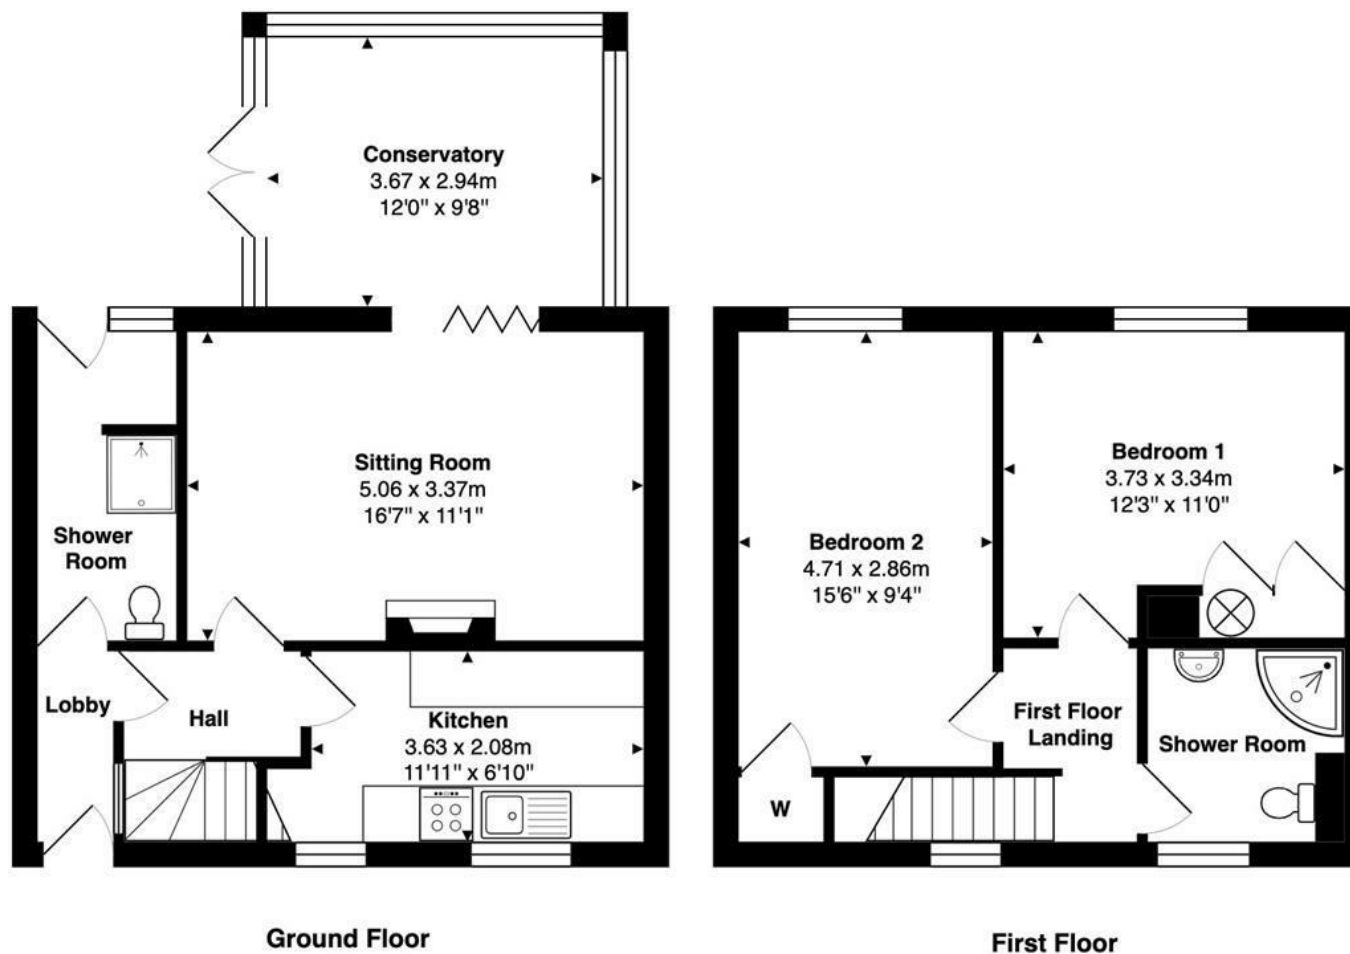 Conservatory
3.67 x 2.94m
12'0" x 9'8"
Sitting Room
5.06 x 3.37m
16'7" x 11'1"
Shower
Room
Lobby
Hall
Kitchen
3.63 x 2.08m
11'11" x 6'10"
Ground Floor
Bedroom 1
3.73 x 3.34m
12'3" x 11'0"
Bedroom 2
4.71 x 2.86m
15'6" x 9'4"
First Floor
Landing
Shower Room
W
First Floor